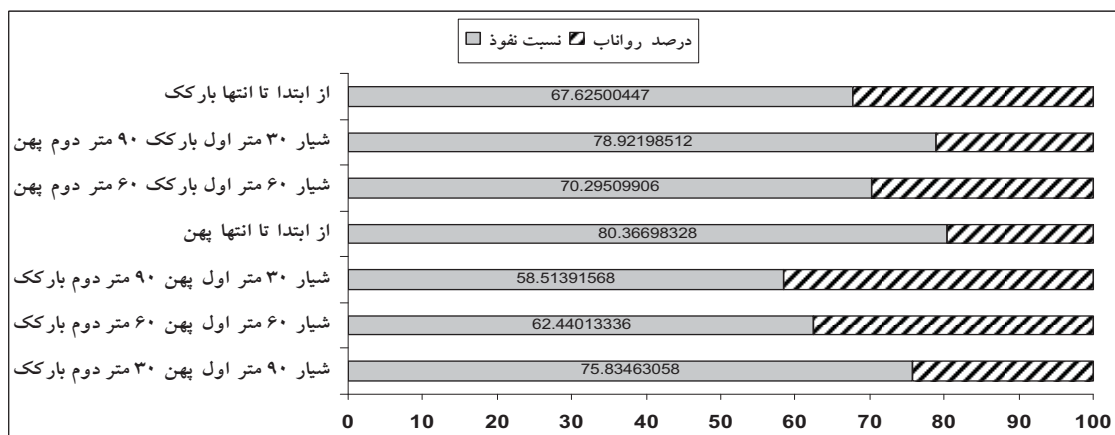 نسبت نفوذ درصد رواناب
از ابتدا تا انتها بارکک
67.62500447
شیار ۳۰ متر اول بارکک ۹۰ متر دوم پهن
78.92198512
شیار ۶۰ متر اول بارکک ۶۰ متر دوم پهن
70.29509906
از ابتدا تا انتها پهن
80.36698328
شیار ۳۰ متر اول پهن ۹۰ متر دوم بارکک
58.51391568
شیار ۶۰ متر اول پهن ۶۰ متر دوم بارکک
62.44013336
شیار ۹۰ متر اول پهن ۳۰ متر دوم بارکک
75.83463058
0 10 20 30 40 50 60 70 80 90 100